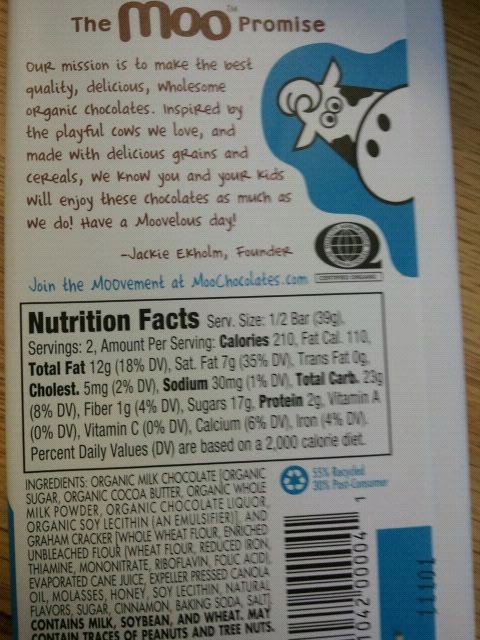 The Moo™ Promise
Our mission is to make the best
quality, delicious, wholesome
organic chocolates. Inspired by
the playful cows we love, and
made with delicious grains and
cereals, we know you and your kids
will enjoy these chocolates as much as
we do! Have a Moovelous day!
-Jackie Ekholm, Founder
CERTIFIED ORGANIC
Join the MOOvement at MooChocolates.com
Nutrition Facts Serv. Size: 1/2 Bar (39g),
Servings: 2, Amount Per Serving: Calories 210, Fat Cal. 110,
Total Fat 12g (18% DV), Sat. Fat 7g (35% DV), Trans Fat 0g,
Cholest. 5mg (2% DV), Sodium 30mg (1% DV), Total Carb. 23g
(8% DV), Fiber 1g (4% DV), Sugars 17g, Protein 2g, Vitamin A
(0% DV), Vitamin C (0% DV), Calcium (6% DV), Iron (4% DV).
Percent Daily Values (DV) are based on a 2,000 calorie diet.
INGREDIENTS: ORGANIC MILK CHOCOLATE [ORGANIC
SUGAR, ORGANIC COCOA BUTTER, ORGANIC WHOLE
MILK POWDER, ORGANIC CHOCOLATE LIQUOR,
ORGANIC SOY LECITHIN (AN EMULSIFIER)], AND
GRAHAM CRACKER [WHOLE WHEAT FLOUR, ENRICHED
UNBLEACHED FLOUR (WHEAT FLOUR, REDUCED IRON,
THIAMINE, MONONITRATE, RIBOFLAVIN, FOLIC ACID),
EVAPORATED CANE JUICE, EXPELLER PRESSED CANOLA
OIL, MOLASSES, HONEY, SOY LECITHIN, NATURAL
FLAVORS, SUGAR, CINNAMON, BAKING SODA, SALT].
CONTAINS MILK, SOYBEAN, AND WHEAT. MAY
CONTAIN TRACES OF PEANUTS AND TREE NUTS.
55% Recycled
30% Post-Consumer
1042 00004 1
11101